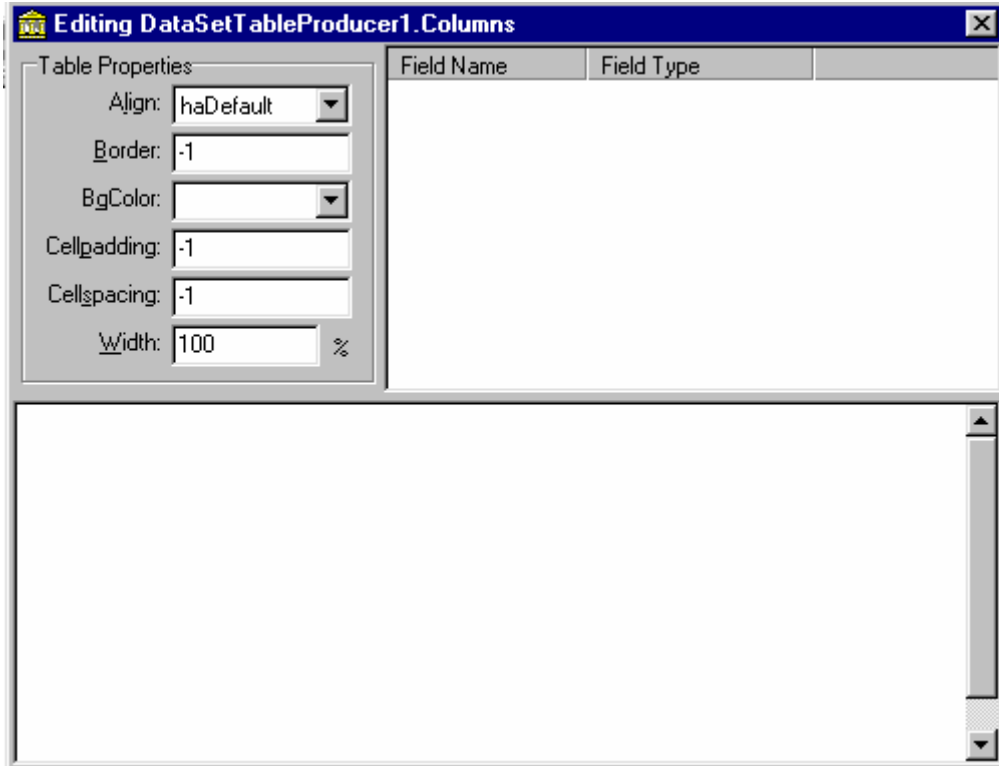 Editing DataSetTableProducer1.Columns
Table Properties
Align: haDefault
Border: -1
BgColor:
Cellpadding: -1
Cellspacing: -1
Width: 100 %
Field Name Field Type